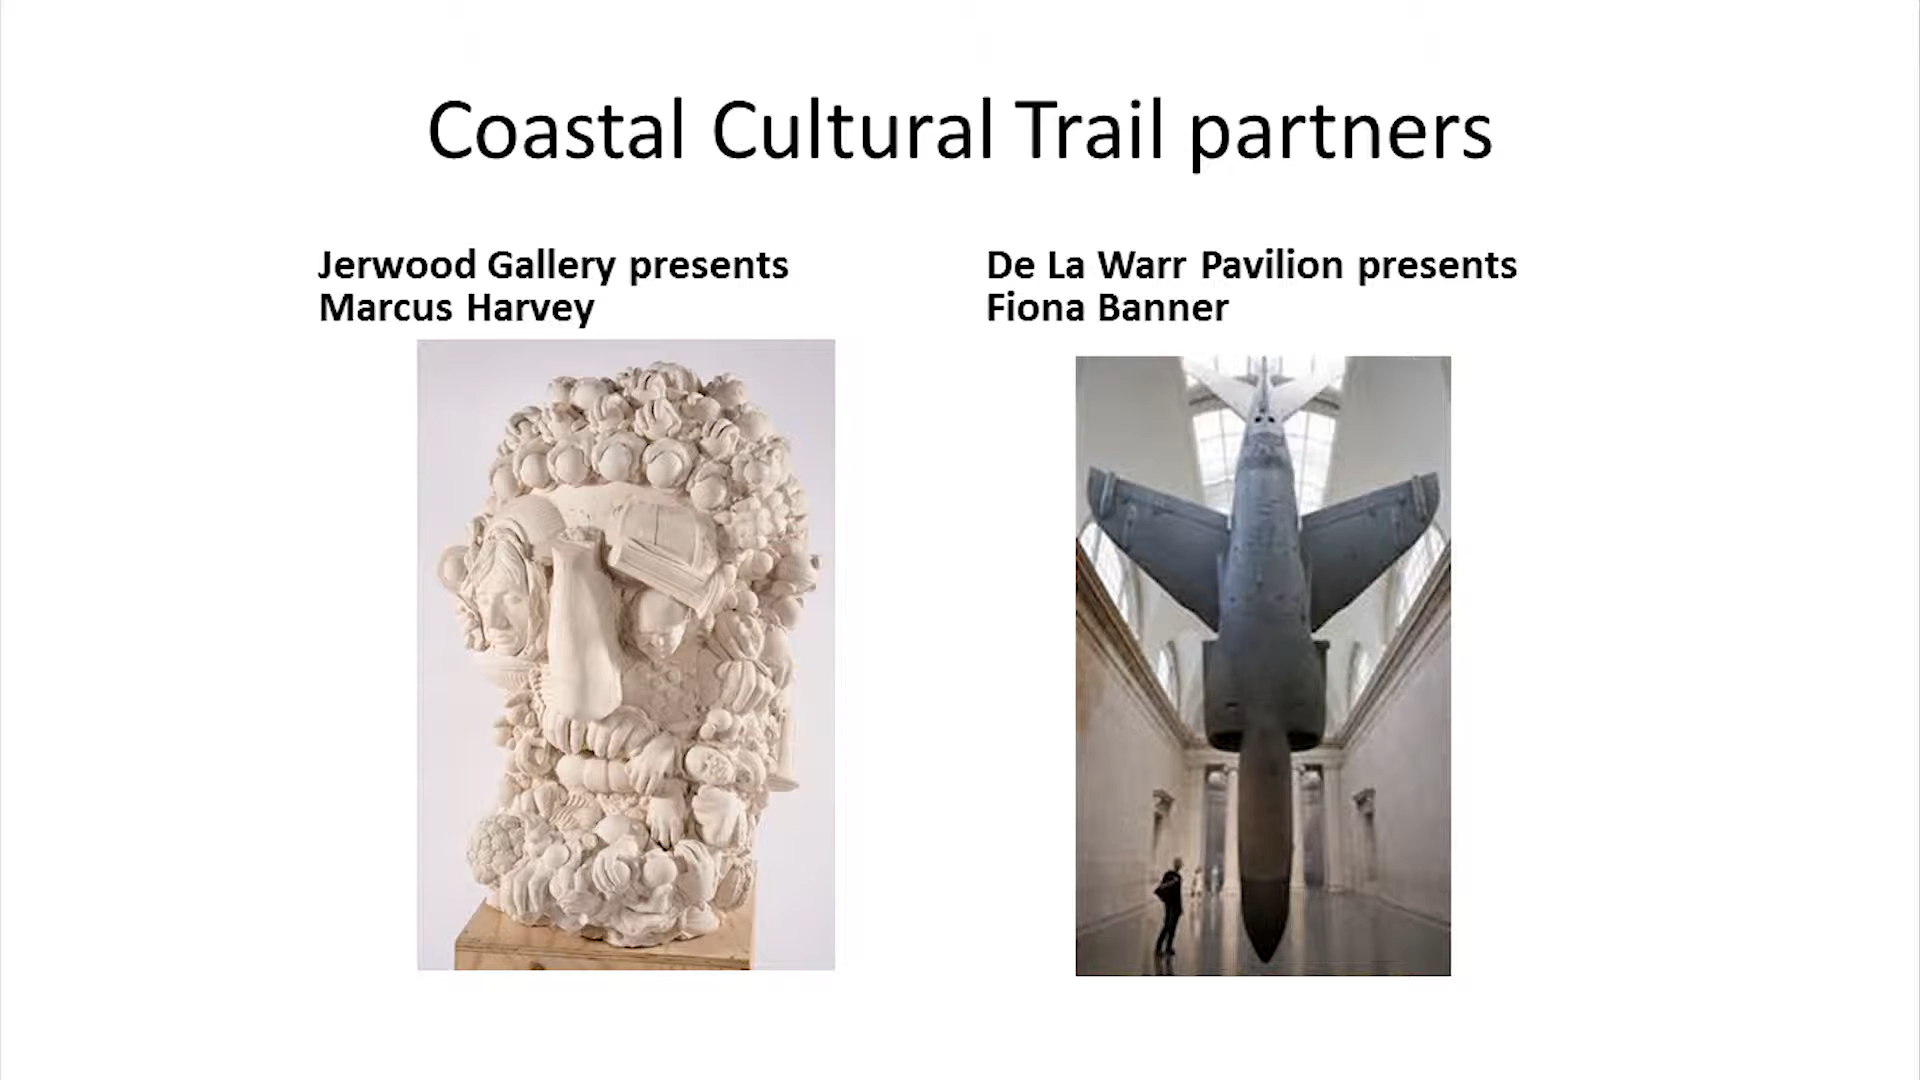 Coastal Cultural Trail partners
Jerwood Gallery presents
Marcus Harvey
De La Warr Pavilion presents
Fiona Banner